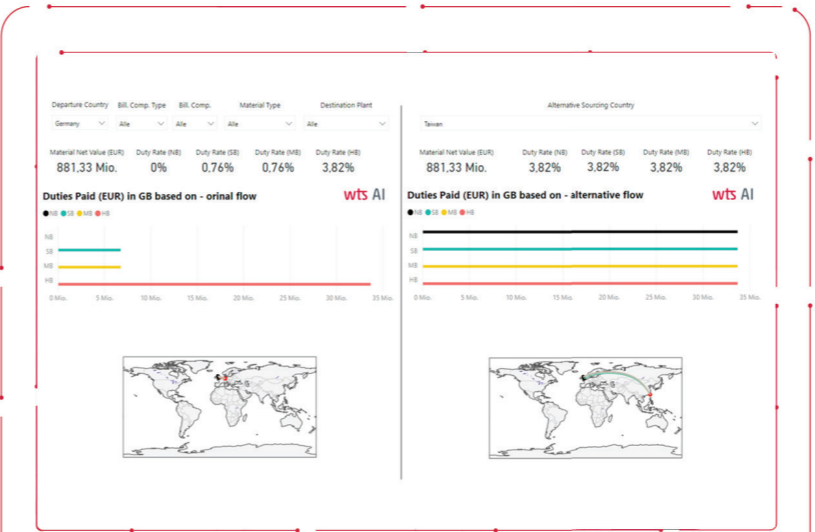 Departure Country Bill. Comp. Type Bill. Comp. Material Type Destination Plant
Germany Alle Alle Alle Alle
Material Net Value (EUR) Duty Rate (NB) Duty Rate (SB) Duty Rate (MB) Duty Rate (HB)
881,33 Mio. 0% 0,76% 0,76% 3,82%
Duties Paid (EUR) in GB based on - orinal flow
wts AI
NB SB MB HB
NB
SB
MB
HB
0 Mio. 5 Mio. 10 Mio. 15 Mio. 20 Mio. 25 Mio. 30 Mio. 35 Mio.
Alternative Sourcing Country
Taiwan
Material Net Value (EUR) Duty Rate (NB) Duty Rate (SB) Duty Rate (MB) Duty Rate (HB)
881,33 Mio. 3,82% 3,82% 3,82% 3,82%
Duties Paid (EUR) in GB based on - alternative flow
wts AI
NB SB MB HB
NB
SB
MB
HB
0 Mio. 5 Mio. 10 Mio. 15 Mio. 20 Mio. 25 Mio. 30 Mio. 35 Mio.